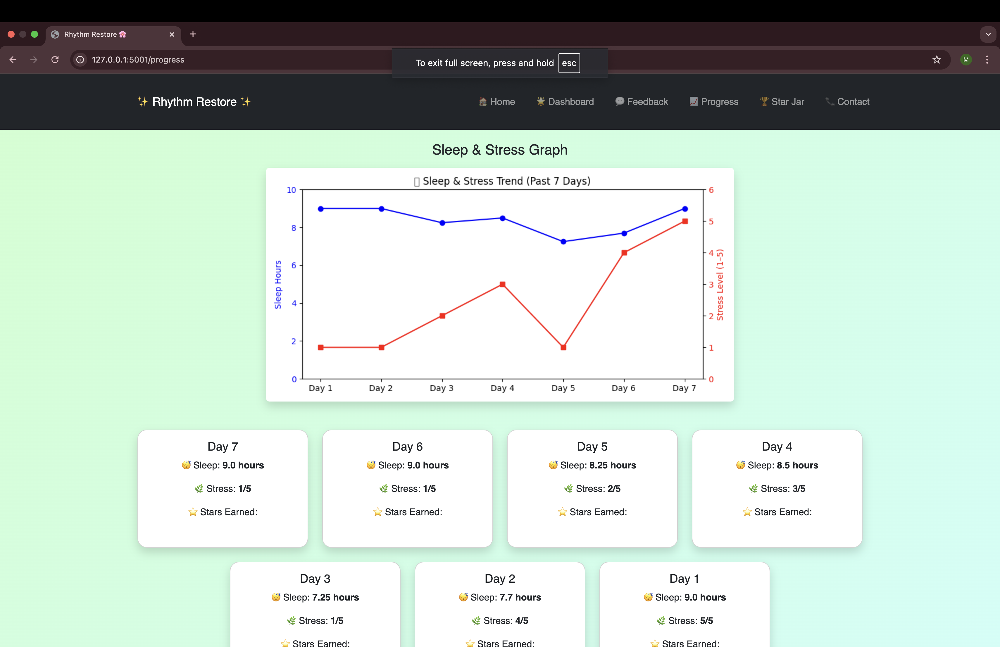 Rhythm Restore 🌸
127.0.0.1:5001/progress
To exit full screen, press and hold esc
✨ Rhythm Restore ✨
🏠 Home
🌟 Dashboard
💬 Feedback
📈 Progress
🏆 Star Jar
📞 Contact
M
Sleep & Stress Graph
▯ Sleep & Stress Trend (Past 7 Days)
Sleep Hours
10
8
6
4
2
0
Stress Level (1–5)
6
5
4
3
2
1
0
Day 1 Day 2 Day 3 Day 4 Day 5 Day 6 Day 7
Day 7
😴 Sleep: 9.0 hours
🌿 Stress: 1/5
⭐ Stars Earned:
Day 6
😴 Sleep: 9.0 hours
🌿 Stress: 1/5
⭐ Stars Earned:
Day 5
😴 Sleep: 8.25 hours
🌿 Stress: 2/5
⭐ Stars Earned:
Day 4
😴 Sleep: 8.5 hours
🌿 Stress: 3/5
⭐ Stars Earned:
Day 3
😴 Sleep: 7.25 hours
🌿 Stress: 1/5
⭐ Stars Earned:
Day 2
😴 Sleep: 7.7 hours
🌿 Stress: 4/5
⭐ Stars Earned:
Day 1
😴 Sleep: 9.0 hours
🌿 Stress: 5/5
⭐ Stars Earned: